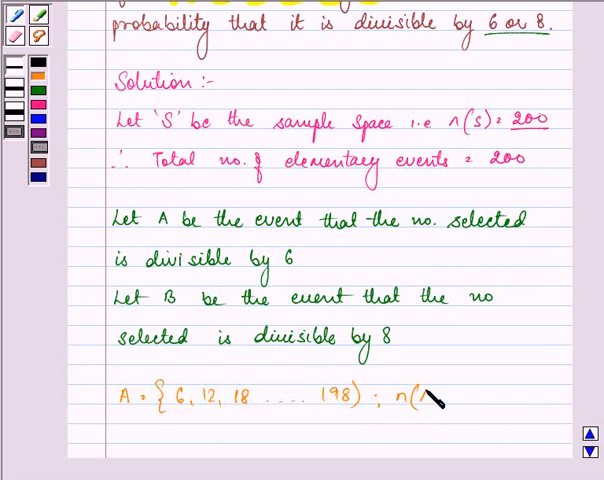 probability that it is divisible by 6 or 8.
Solution :-
Let 'S' be the sample space i.e n(s) = 200
∴ Total no. of elementary events = 200
Let A be the event that the no. selected
is divisible by 6
Let B be the event that the no
selected is divisible by 8
A = { 6, 12, 18 .... 198) ; n(